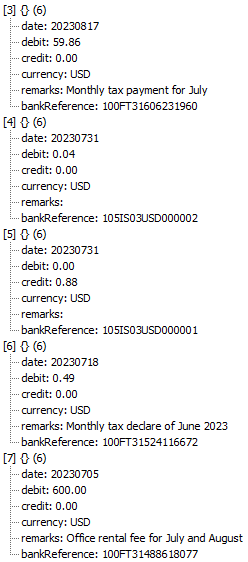 [3] {} (6)
date: 20230817
debit: 59.86
credit: 0.00
currency: USD
remarks: Monthly tax payment for July
bankReference: 100FT31606231960
[4] {} (6)
date: 20230731
debit: 0.04
credit: 0.00
currency: USD
remarks:
bankReference: 105IS03USD000002
[5] {} (6)
date: 20230731
debit: 0.00
credit: 0.88
currency: USD
remarks:
bankReference: 105IS03USD000001
[6] {} (6)
date: 20230718
debit: 0.49
credit: 0.00
currency: USD
remarks: Monthly tax declare of June 2023
bankReference: 100FT31524116672
[7] {} (6)
date: 20230705
debit: 600.00
credit: 0.00
currency: USD
remarks: Office rental fee for July and August
bankReference: 100FT31488618077